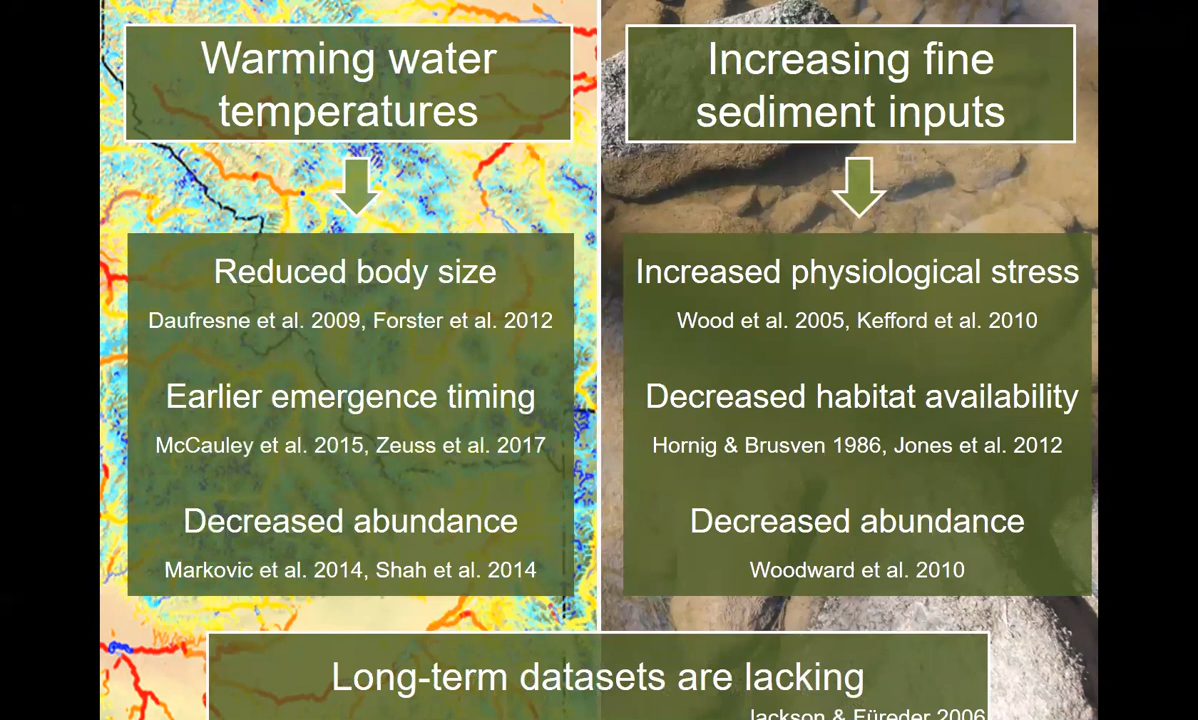 Warming water
temperatures
Reduced body size
Daufresne et al. 2009, Forster et al. 2012
Earlier emergence timing
McCauley et al. 2015, Zeuss et al. 2017
Decreased abundance
Markovic et al. 2014, Shah et al. 2014
Increasing fine
sediment inputs
Increased physiological stress
Wood et al. 2005, Kefford et al. 2010
Decreased habitat availability
Hornig & Brusven 1986, Jones et al. 2012
Decreased abundance
Woodward et al. 2010
Long-term datasets are lacking
Jackson & Füreder 2006